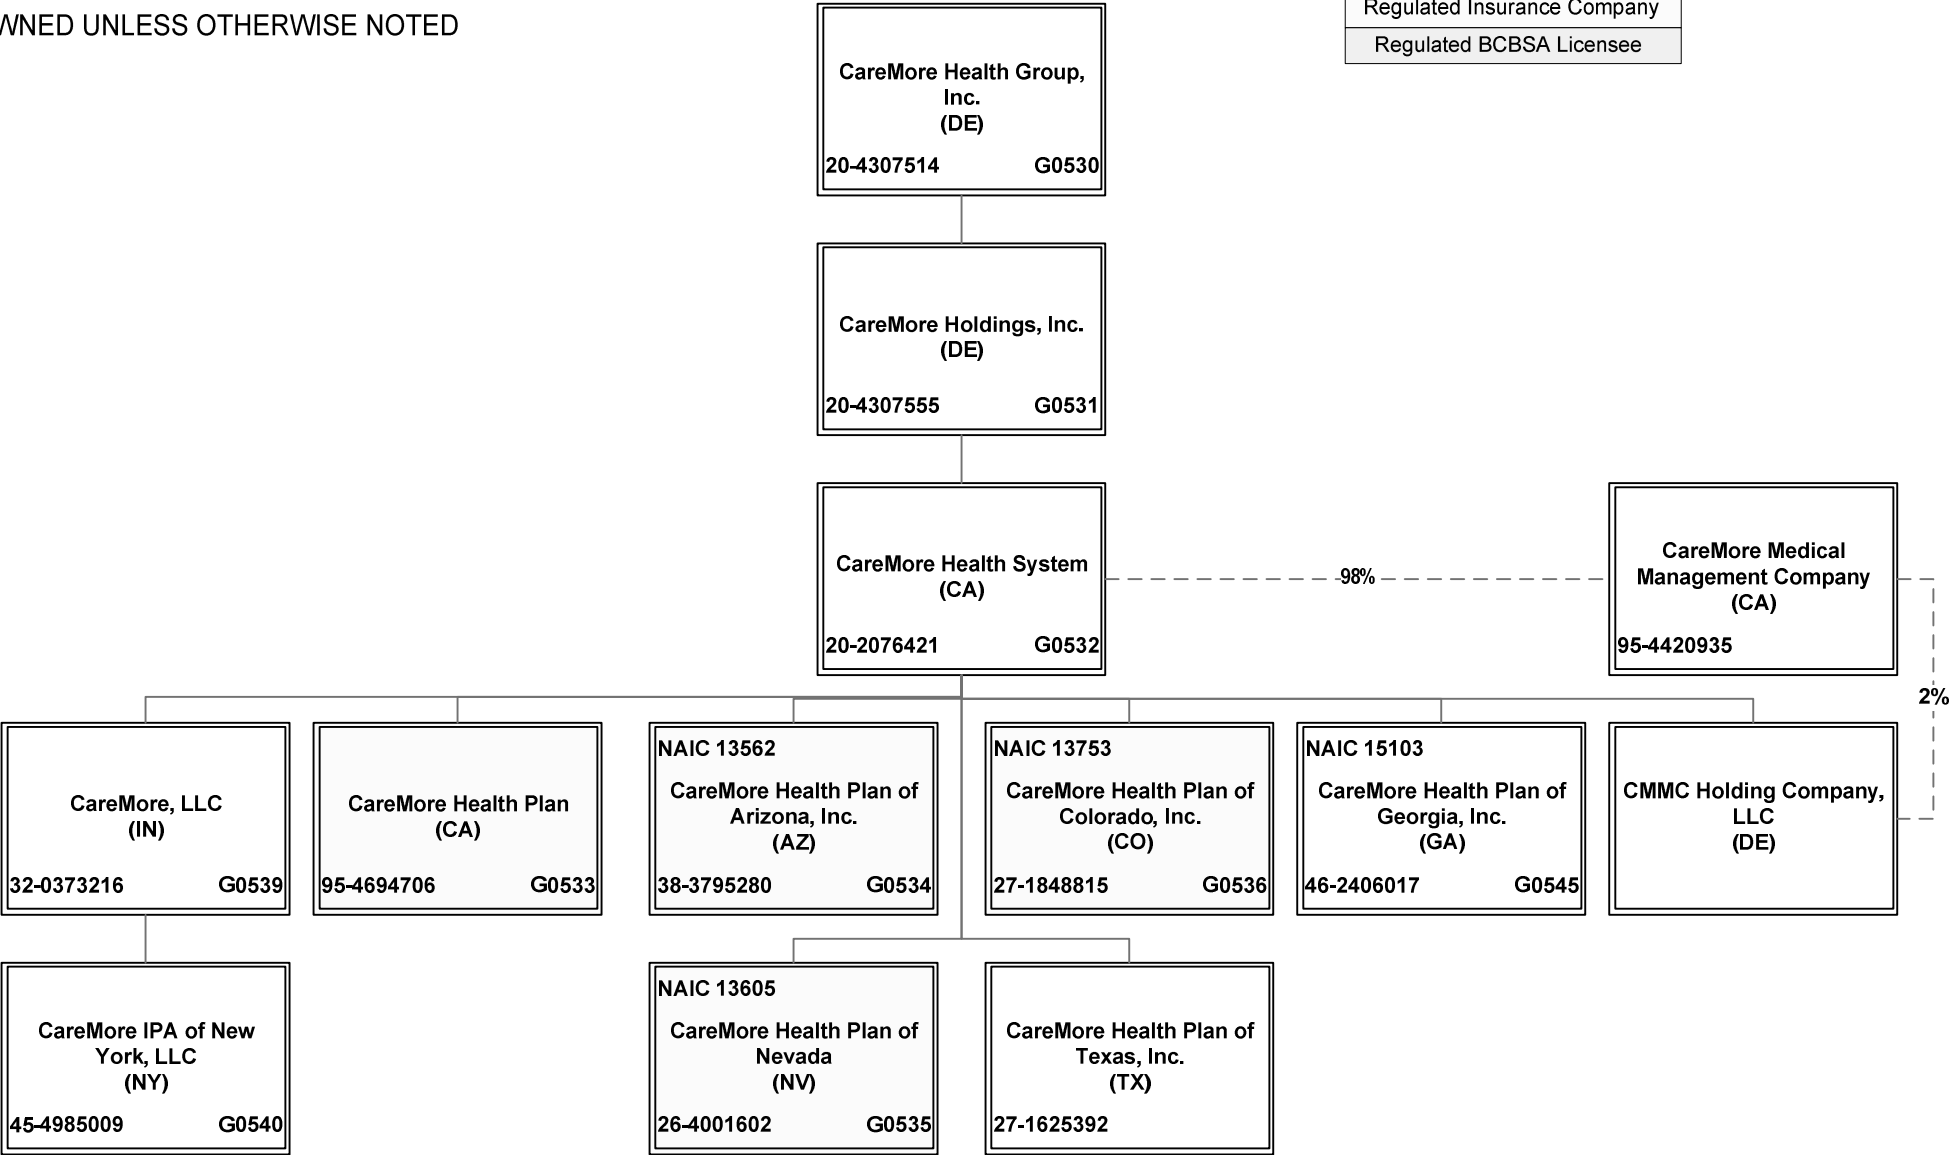 WNED UNLESS OTHERWISE NOTED
Regulated Insurance Company
Regulated BCBSA Licensee
CareMore Health Group,
Inc.
(DE)
20-4307514 G0530
CareMore Holdings, Inc.
(DE)
20-4307555 G0531
CareMore Health System
(CA)
20-2076421 G0532
98%
CareMore Medical
Management Company
(CA)
95-4420935
2%
CareMore, LLC
(IN)
32-0373216 G0539
CareMore Health Plan
(CA)
95-4694706 G0533
NAIC 13562
CareMore Health Plan of
Arizona, Inc.
(AZ)
38-3795280 G0534
NAIC 13753
CareMore Health Plan of
Colorado, Inc.
(CO)
27-1848815 G0536
NAIC 15103
CareMore Health Plan of
Georgia, Inc.
(GA)
46-2406017 G0545
CMMC Holding Company,
LLC
(DE)
CareMore IPA of New
York, LLC
(NY)
45-4985009 G0540
NAIC 13605
CareMore Health Plan of
Nevada
(NV)
26-4001602 G0535
CareMore Health Plan of
Texas, Inc.
(TX)
27-1625392